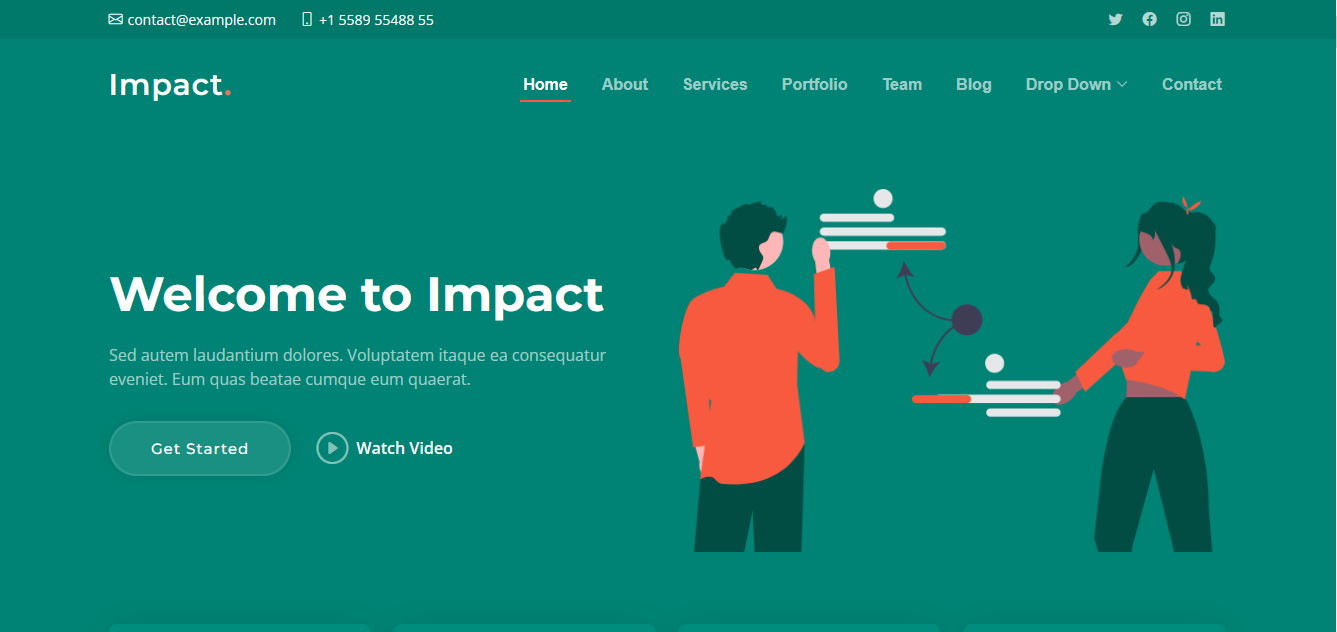 contact@example.com +1 5589 55488 55
Impact.
Home About Services Portfolio Team Blog Drop Down Contact
Welcome to Impact
Sed autem laudantium dolores. Voluptatem itaque ea consequatur
eveniet. Eum quas beatae cumque eum quaerat.
Get Started Watch Video